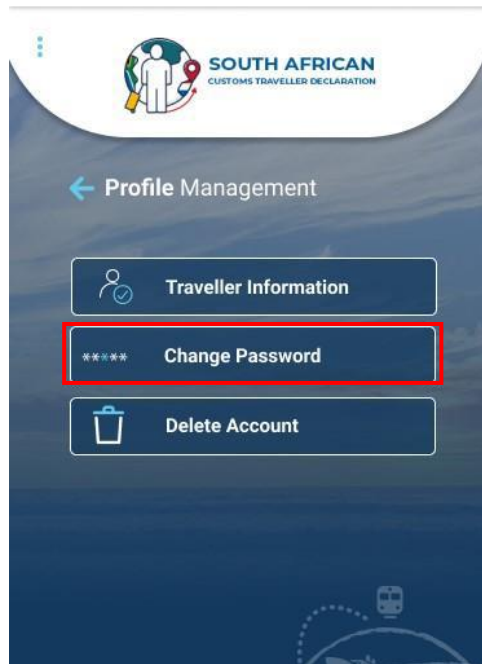 SOUTH AFRICAN
CUSTOMS TRAVELLER DECLARATION
Profile Management
Traveller Information
***** Change Password
Delete Account